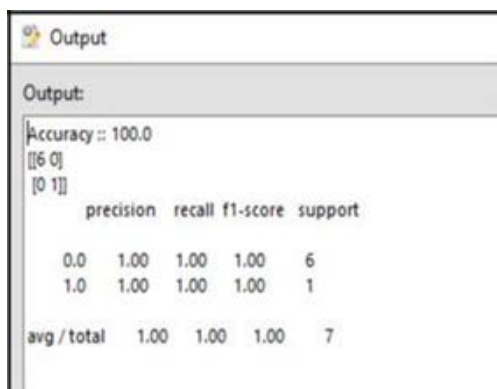 Output
Output:
Accuracy :: 100.0
[[6 0]
[0 1]]
precision recall f1-score support
0.0 1.00 1.00 1.00 6
1.0 1.00 1.00 1.00 1
avg / total 1.00 1.00 1.00 7